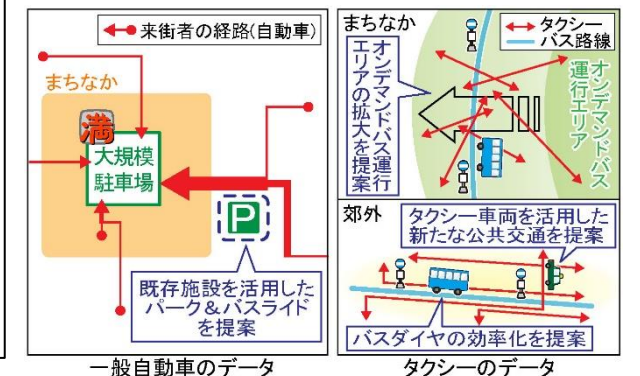 来街者の経路(自動車)
まちなか
満
大規模
駐車場
P
既存施設を活用した
パーク&バスライド
を提案
一般自動車のデータ
まちなか
タクシー
バス路線
オンデマンドバス運行
エリアの拡大を提案
オンデマンドバス
運行エリア
郊外
タクシー車両を活用した
新たな公共交通を提案
バスダイヤの効率化を提案
タクシーのデータ